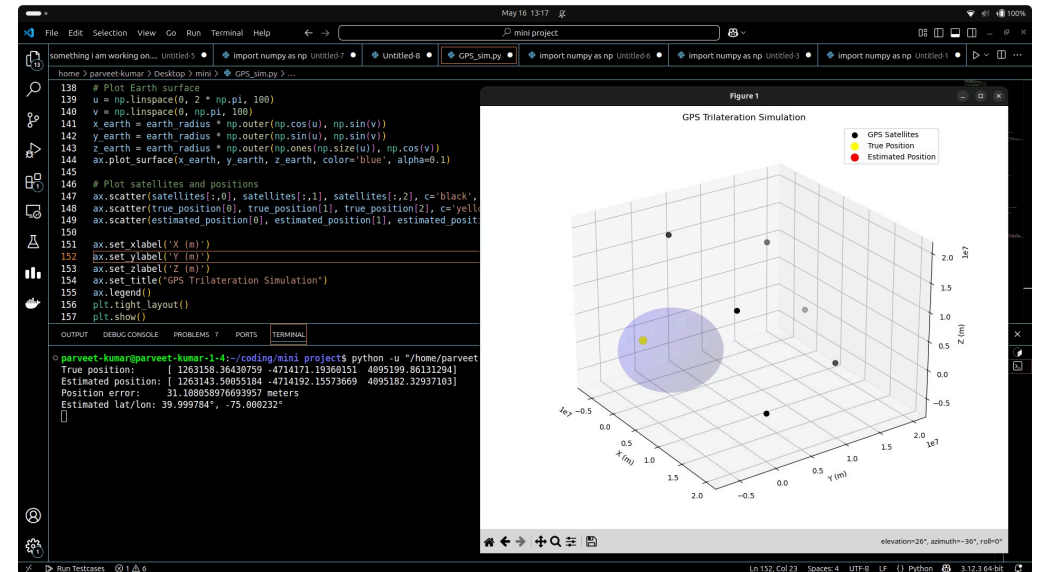 May 16 13:17
File Edit Selection View Go Run Terminal Help
mini project
something i am working on.... Untitled-5
import numpy as np Untitled-7
Untitled-8
GPS_sim.py
import numpy as np Untitled-6
import numpy as np Untitled-3
import numpy as np Untitled-1
100%
home > parveet-kumar > Desktop > mini > GPS_sim.py > ...
138 # Plot Earth surface
139 u = np.linspace(0, 2 * np.pi, 100)
140 v = np.linspace(0, np.pi, 100)
141 x_earth = earth_radius * np.outer(np.cos(u), np.sin(v))
142 y_earth = earth_radius * np.outer(np.sin(u), np.sin(v))
143 z_earth = earth_radius * np.outer(np.ones(np.size(u)), np.cos(v))
144 ax.plot_surface(x_earth, y_earth, z_earth, color='blue', alpha=0.1)
145
146 # Plot satellites and positions
147 ax.scatter(satellites[:,0], satellites[:,1], satellites[:,2], c='black',
148 ax.scatter(true_position[0], true_position[1], true_position[2], c='yell
149 ax.scatter(estimated_position[0], estimated_position[1], estimated_posit
150
151 ax.set_xlabel('X (m)')
152 ax.set_ylabel('Y (m)')
153 ax.set_zlabel('Z (m)')
154 ax.set_title("GPS Trilateration Simulation")
155 ax.legend()
156 plt.tight_layout()
157 plt.show()
OUTPUT DEBUG CONSOLE PROBLEMS 7 PORTS TERMINAL
parveet-kumar@parveet-kumar-1-4:~/coding/mini project$ python -u "/home/parveet
True position: [ 1263158.36430759 -4714171.19360151 4095199.86131294]
Estimated position: [ 1263143.50055184 -4714192.15573669 4095182.32937103]
Position error: 31.108058976693957 meters
Estimated lat/lon: 39.999784°, -75.000232°
Figure 1
GPS Trilateration Simulation
GPS Satellites
True Position
Estimated Position
1e7
2.0
1.5
1.0
0.5
0.0
−0.5
Z (m)
1e7
−0.5
0.0
0.5
1.0
1.5
2.0
X (m)
−0.5
0.0
0.5
1.0
1.5
2.0
1e7
Y (m)
elevation=26°, azimuth=−36°, roll=0°
Run Testcases 1 6
Ln 152, Col 23 Spaces: 4 UTF-8 LF {} Python 3.12.3 64-bit